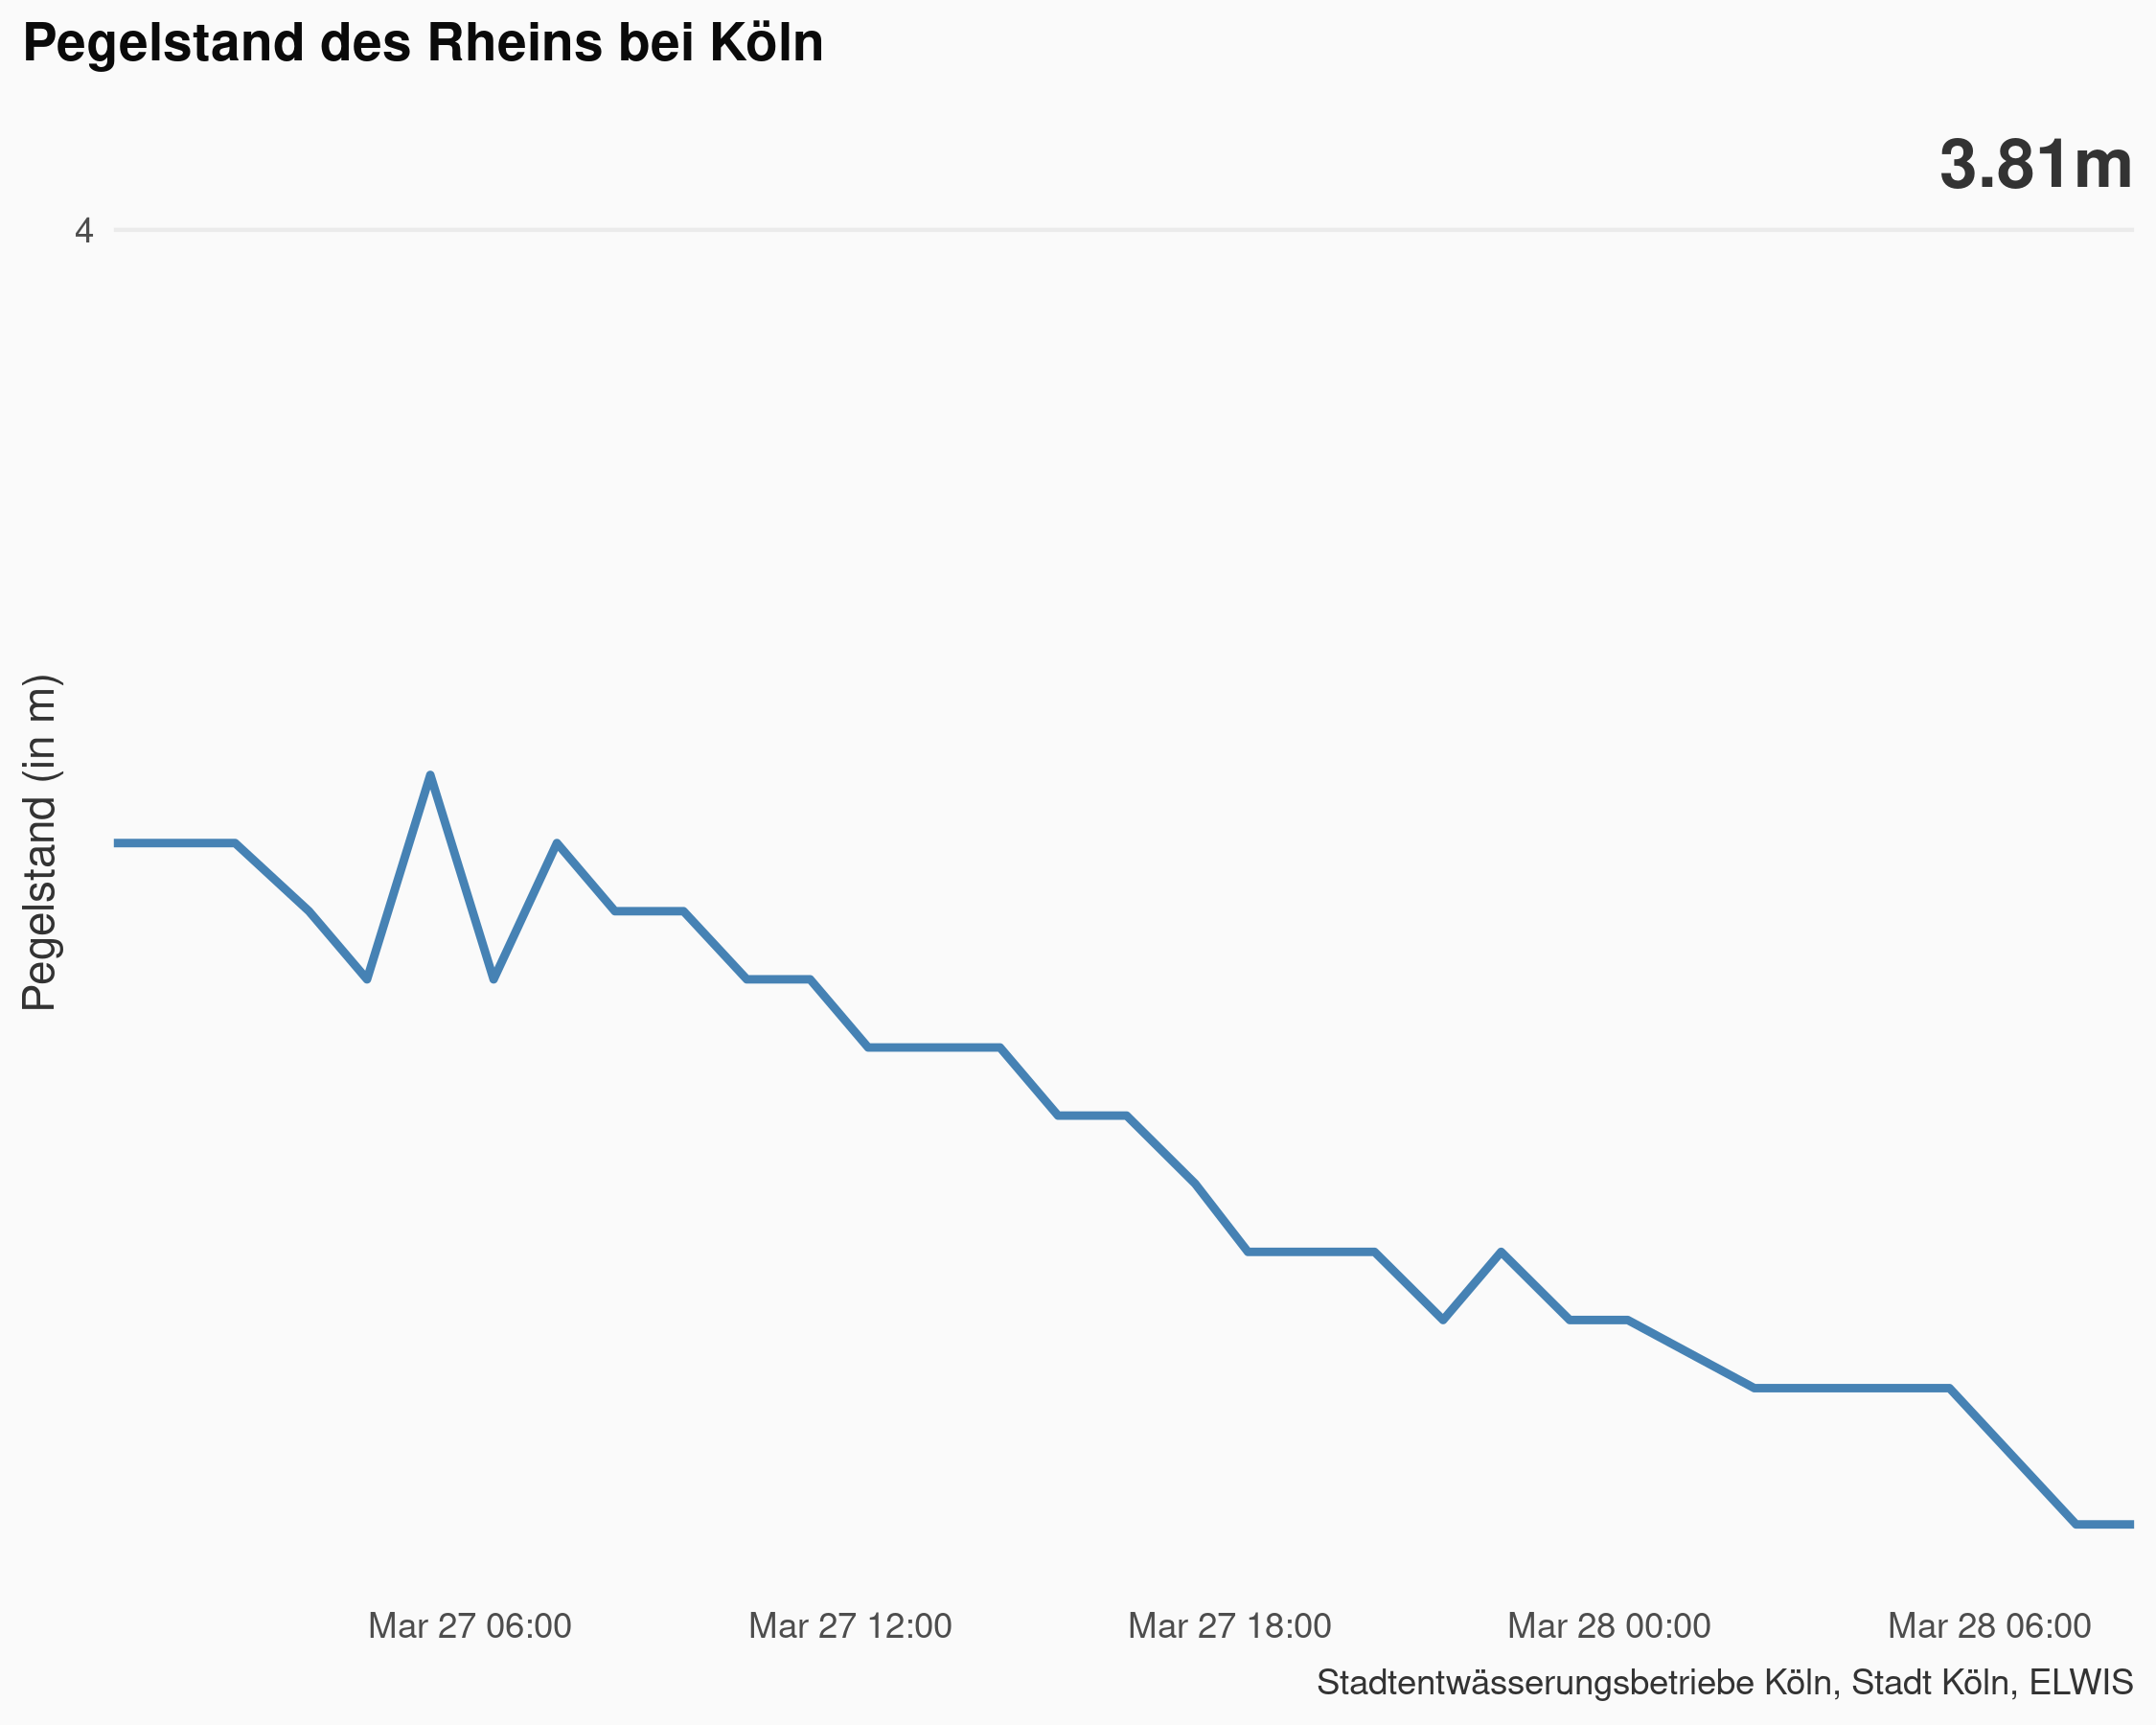 Pegelstand des Rheins bei Köln
3.81m
4
Pegelstand (in m)
Mar 27 06:00 Mar 27 12:00 Mar 27 18:00 Mar 28 00:00 Mar 28 06:00
Stadtentwässerungsbetriebe Köln, Stadt Köln, ELWIS